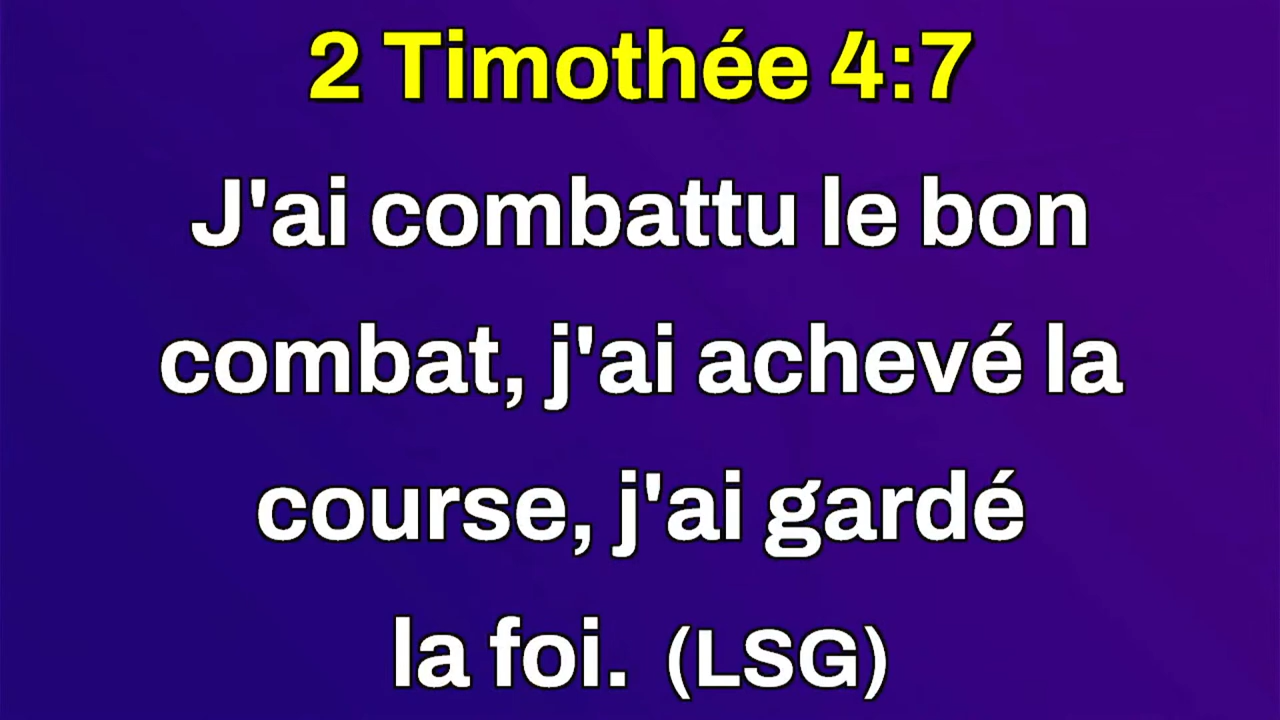 2 Timothée 4:7
J'ai combattu le bon
combat, j'ai achevé la
course, j'ai gardé
la foi. (LSG)